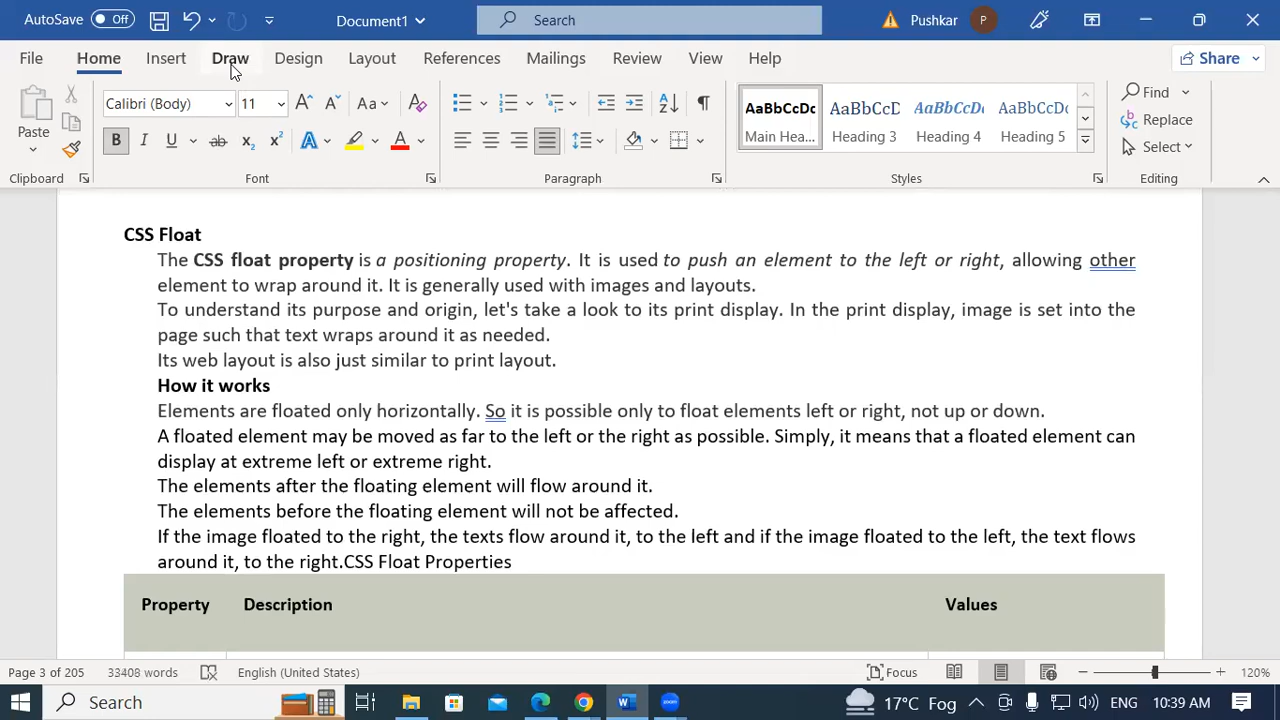 AutoSave Off Document1 Search Pushkar P
File Home Insert Draw Design Layout References Mailings Review View Help Share
Paste
Calibri (Body) 11 Aa
B I U ab x2 x2 A A
AaBbCcDc AaBbCcD AaBbCcDc AaBbCcDc
Main Hea... Heading 3 Heading 4 Heading 5
Find
Replace
Select
Clipboard Font Paragraph Styles Editing
CSS Float
The CSS float property is a positioning property. It is used to push an element to the left or right, allowing other
element to wrap around it. It is generally used with images and layouts.
To understand its purpose and origin, let's take a look to its print display. In the print display, image is set into the
page such that text wraps around it as needed.
Its web layout is also just similar to print layout.
How it works
Elements are floated only horizontally. So it is possible only to float elements left or right, not up or down.
A floated element may be moved as far to the left or the right as possible. Simply, it means that a floated element can
display at extreme left or extreme right.
The elements after the floating element will flow around it.
The elements before the floating element will not be affected.
If the image floated to the right, the texts flow around it, to the left and if the image floated to the left, the text flows
around it, to the right.CSS Float Properties
Property Description Values
Page 3 of 205 33408 words English (United States) Focus 120%
Search 17°C Fog ENG 10:39 AM